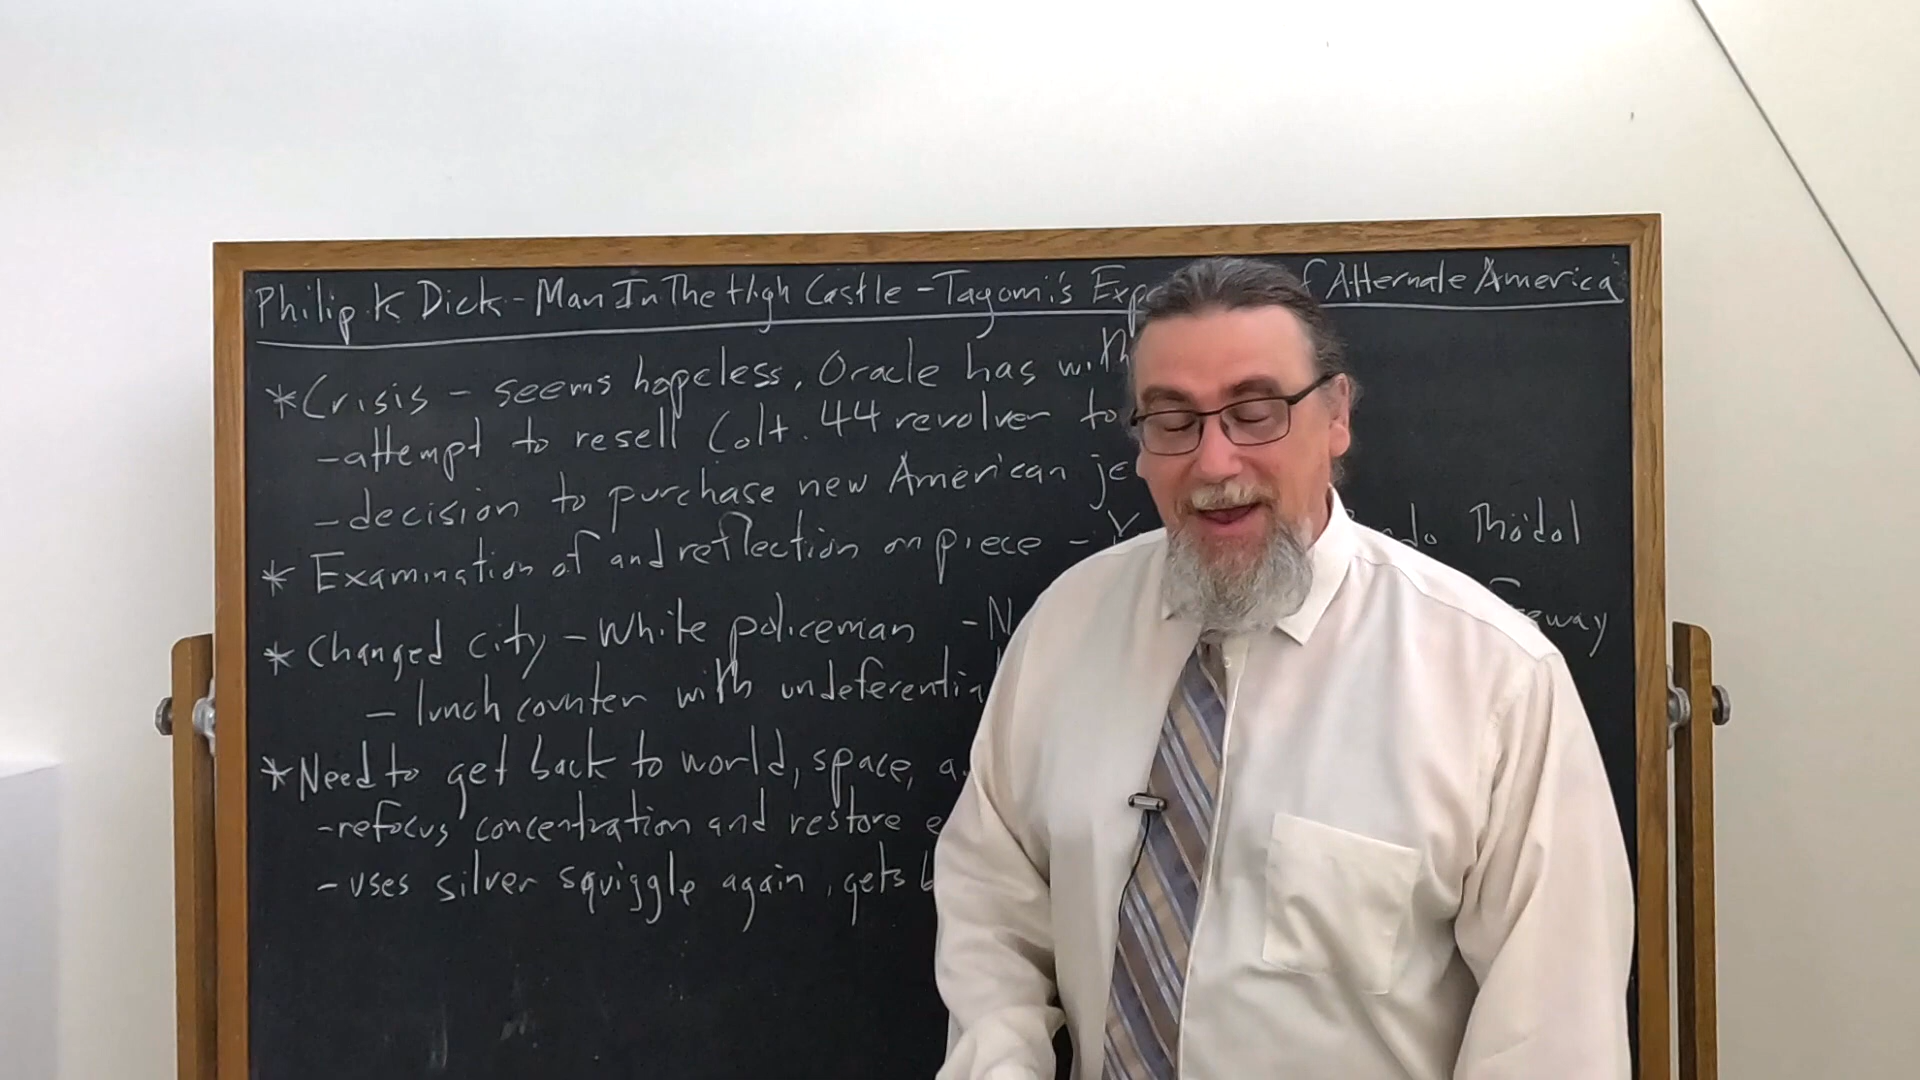 Philip K Dick - Man In The High Castle - Tagomi's Exp f Alternate America
* Crisis - seems hopeless, Oracle has with
- attempt to resell Colt .44 revolver to
- decision to purchase new American je
* Examination of and reflection on piece - ndo Thödol
* Changed city - White policeman - N eway
- lunch counter with undeferentia
* Need to get back to world, space, a
- refocus concentration and restore e
- uses silver squiggle again, gets b